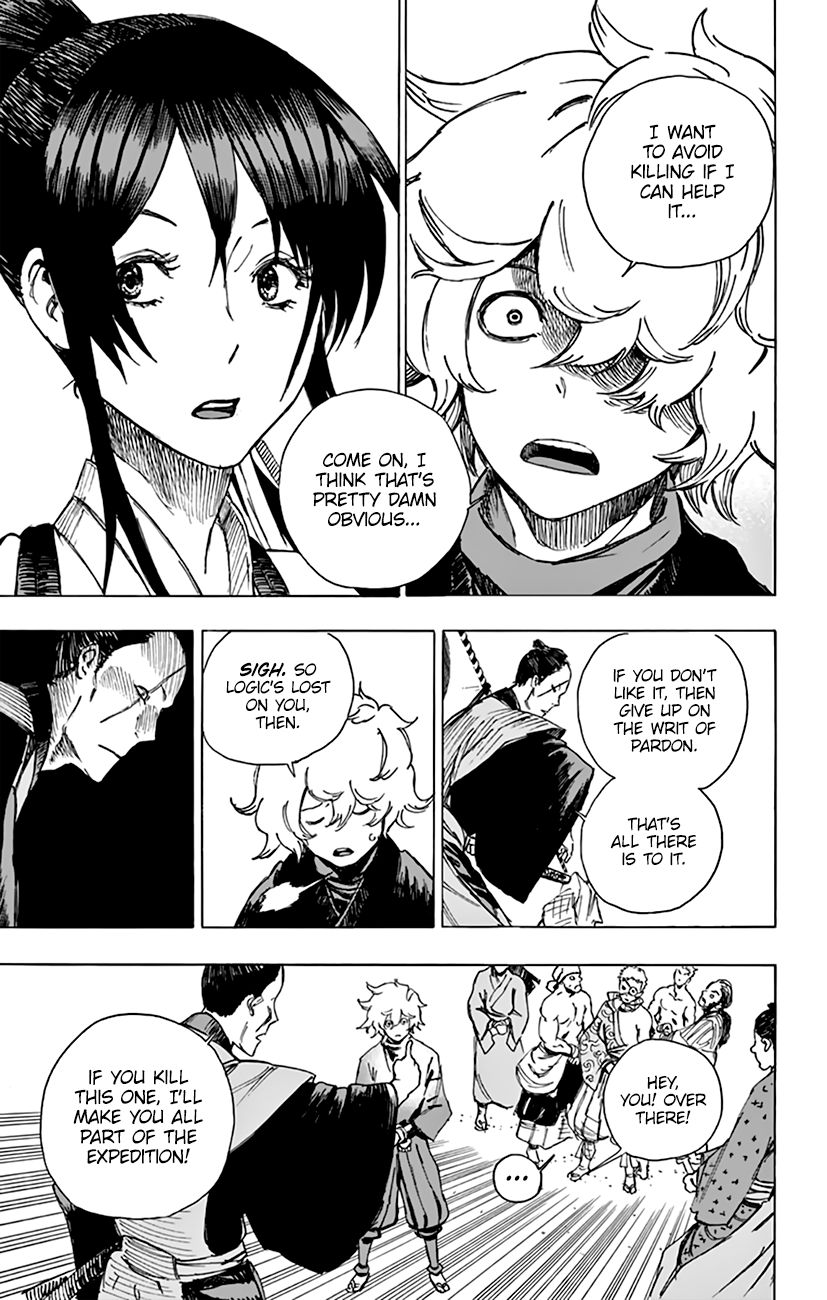 I WANT
TO AVOID
KILLING IF I
CAN HELP
IT...
COME ON, I
THINK THAT'S
PRETTY DAMN
OBVIOUS...
IF YOU DON'T
LIKE IT, THEN
GIVE UP ON
THE WRIT OF
PARDON.
THAT'S
ALL THERE
IS TO IT.
SIGH. SO
LOGIC'S LOST
ON YOU,
THEN.
HEY,
YOU! OVER
THERE!
...
IF YOU KILL
THIS ONE, I'LL
MAKE YOU ALL
PART OF THE
EXPEDITION!